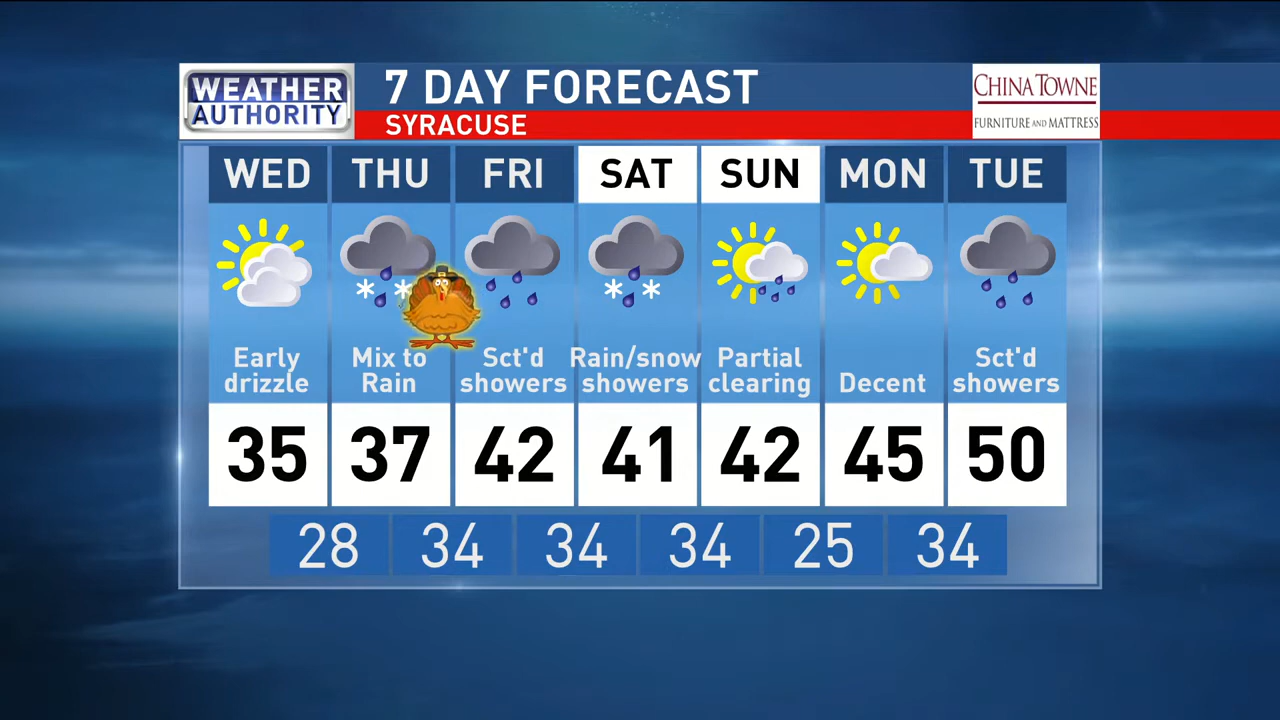 WEATHER
AUTHORITY
7 DAY FORECAST
SYRACUSE
CHINA TOWNE
FURNITURE AND MATTRESS
WED THU FRI SAT SUN MON TUE
Early
drizzle
Mix to
Rain
Sct'd
showers
Rain/snow
showers
Partial
clearing
Decent
Sct'd
showers
35 37 42 41 42 45 50
28 34 34 34 25 34